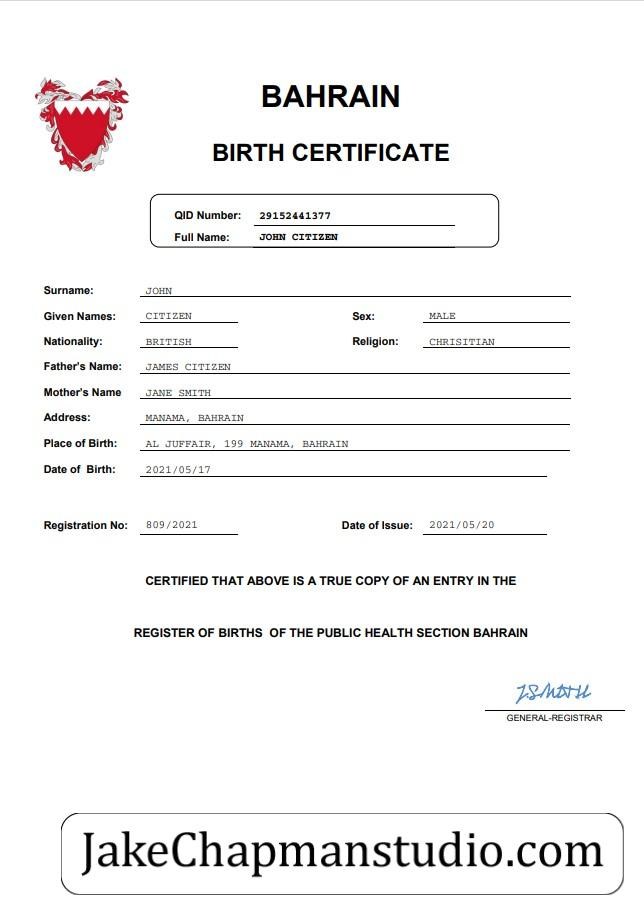 BAHRAIN
BIRTH CERTIFICATE
QID Number: 29152441377
Full Name: JOHN CITIZEN
Surname: JOHN
Given Names: CITIZEN Sex: MALE
Nationality: BRITISH Religion: CHRISITIAN
Father's Name: JAMES CITIZEN
Mother's Name JANE SMITH
Address: MANAMA, BAHRAIN
Place of Birth: AL JUFFAIR, 199 MANAMA, BAHRAIN
Date of Birth: 2021/05/17
Registration No: 809/2021 Date of Issue: 2021/05/20
CERTIFIED THAT ABOVE IS A TRUE COPY OF AN ENTRY IN THE
REGISTER OF BIRTHS OF THE PUBLIC HEALTH SECTION BAHRAIN
J.SMITH
GENERAL-REGISTRAR
JakeChapmanstudio.com